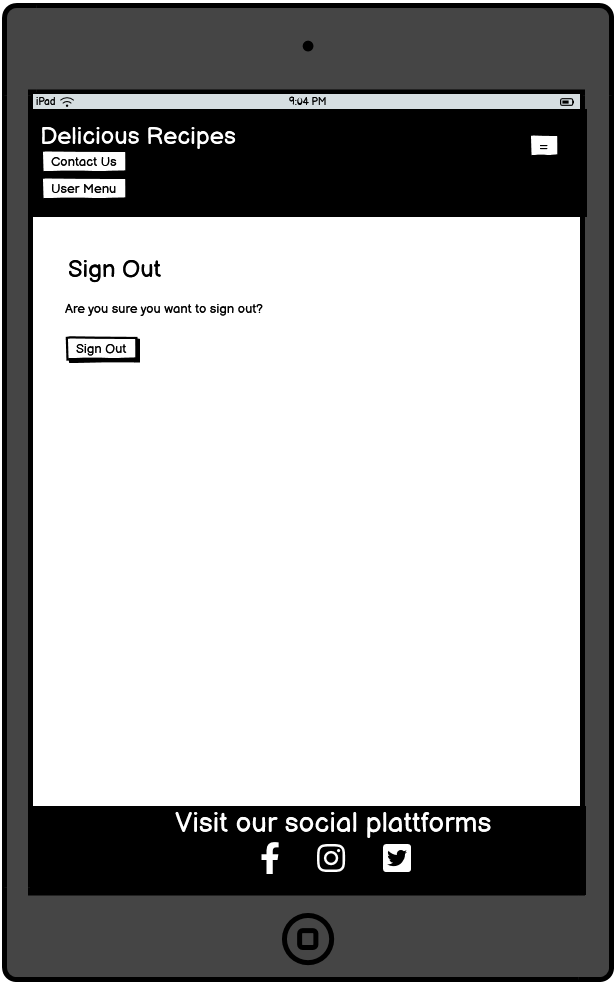 iPad 9:04 PM
Delicious Recipes
=
Contact Us
User Menu
Sign Out
Are you sure you want to sign out?
Sign Out
Visit our social plattforms